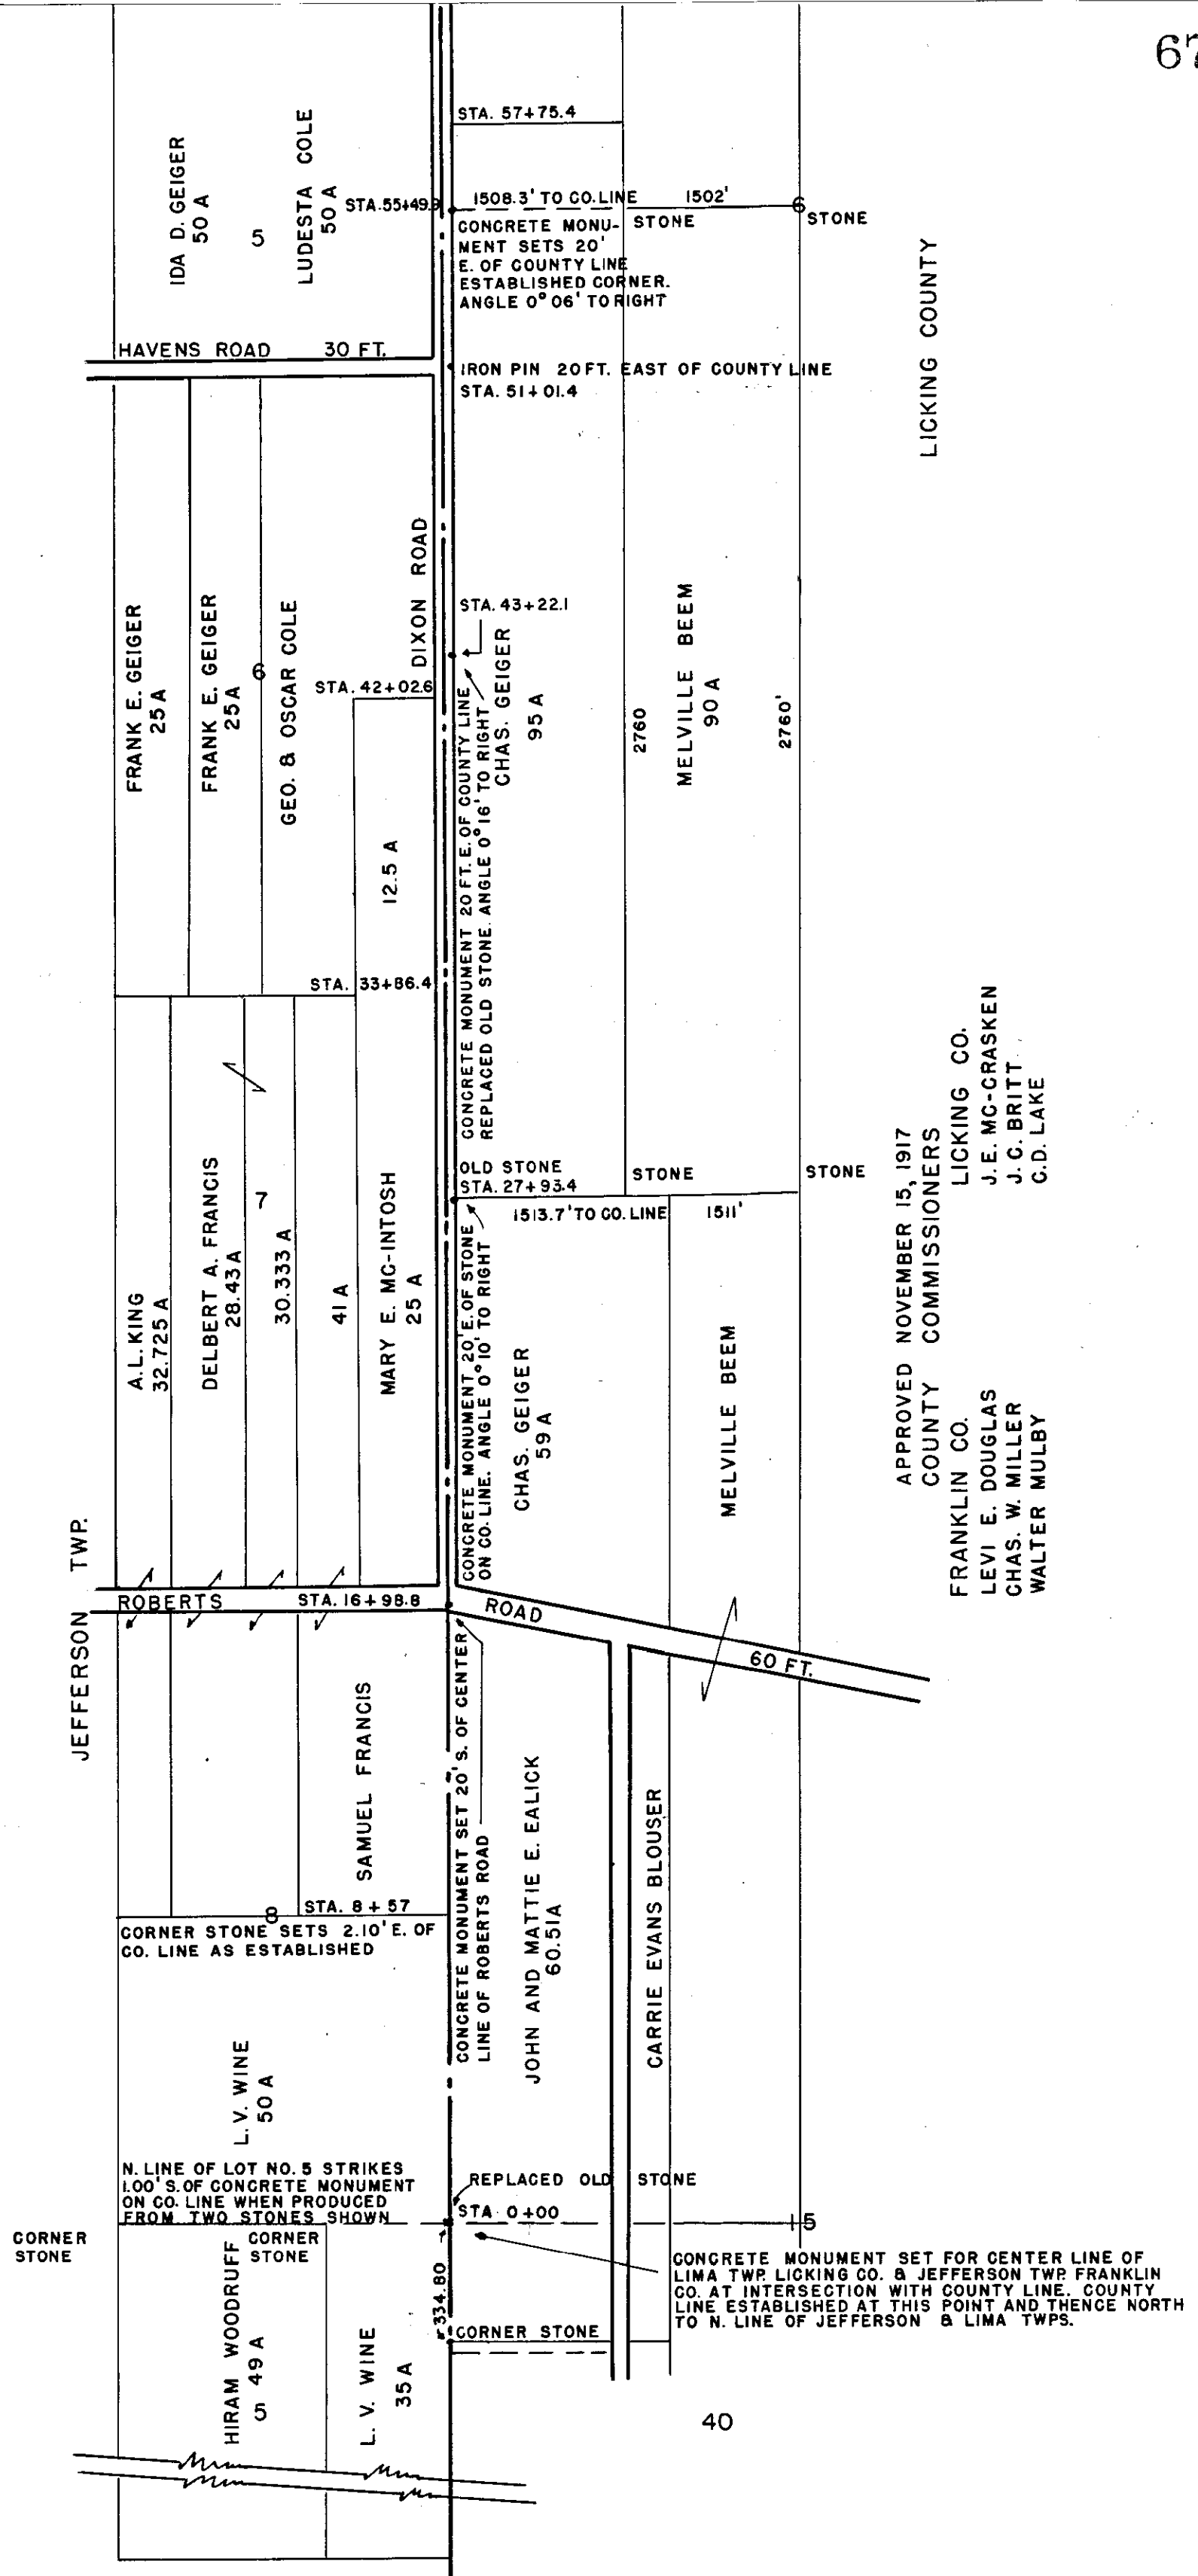 67
STA. 57+75.4
IDA D. GEIGER
50 A
5
LUDESTA COLE
50 A
STA. 55+49.9
1508.3' TO CO. LINE
1502'
6
STONE
STONE
CONCRETE MONU-
MENT SETS 20'
E. OF COUNTY LINE
ESTABLISHED CORNER.
ANGLE 0° 06' TO RIGHT
LICKING COUNTY
HAVENS ROAD 30 FT.
IRON PIN 20 FT. EAST OF COUNTY LINE
STA. 51+01.4
FRANK E. GEIGER
25 A
FRANK E. GEIGER
25 A
6
GEO. & OSCAR COLE
DIXON ROAD
STA. 43+22.1
STA. 42+02.6
12.5 A
CHAS. GEIGER
95 A
CONCRETE MONUMENT 20 FT. E. OF COUNTY LINE
REPLACED OLD STONE. ANGLE 0° 16' TO RIGHT
2760
MELVILLE BEEM
90 A
2760'
STA. 33+86.4
OLD STONE
STA. 27+93.4
STONE
STONE
1513.7' TO CO. LINE
1511'
A. L. KING
32.725 A
DELBERT A. FRANCIS
28.43 A
7
30.333 A
41 A
MARY E. MC-INTOSH
25 A
CONCRETE MONUMENT 20' E. OF STONE
ON CO. LINE. ANGLE 0° 10' TO RIGHT
CHAS. GEIGER
59 A
MELVILLE BEEM
APPROVED NOVEMBER 15, 1917
COUNTY COMMISSIONERS
FRANKLIN CO.
LEVI E. DOUGLAS
CHAS. W. MILLER
WALTER MULBY
LICKING CO.
J. E. MC-CRASKEN
J. C. BRITT
C. D. LAKE
JEFFERSON TWP.
ROBERTS
STA. 16+98.8
ROAD
60 FT.
SAMUEL FRANCIS
CONCRETE MONUMENT SET 20' S. OF CENTER
LINE OF ROBERTS ROAD
JOHN AND MATTIE E. EALICK
60.51A
CARRIE EVANS BLOUSER
STA. 8 + 57
8
CORNER STONE SETS 2.10' E. OF
CO. LINE AS ESTABLISHED
L. V. WINE
50 A
N. LINE OF LOT NO. 5 STRIKES
1.00' S. OF CONCRETE MONUMENT
ON CO. LINE WHEN PRODUCED
FROM TWO STONES SHOWN
REPLACED OLD STONE
STA. 0+00
15
CORNER
STONE
CORNER
STONE
HIRAM WOODRUFF
49 A
5
L. V. WINE
35 A
334.80
CORNER STONE
CONCRETE MONUMENT SET FOR CENTER LINE OF
LIMA TWP. LICKING CO. & JEFFERSON TWP. FRANKLIN
CO. AT INTERSECTION WITH COUNTY LINE. COUNTY
LINE ESTABLISHED AT THIS POINT AND THENCE NORTH
TO N. LINE OF JEFFERSON & LIMA TWPS.
40